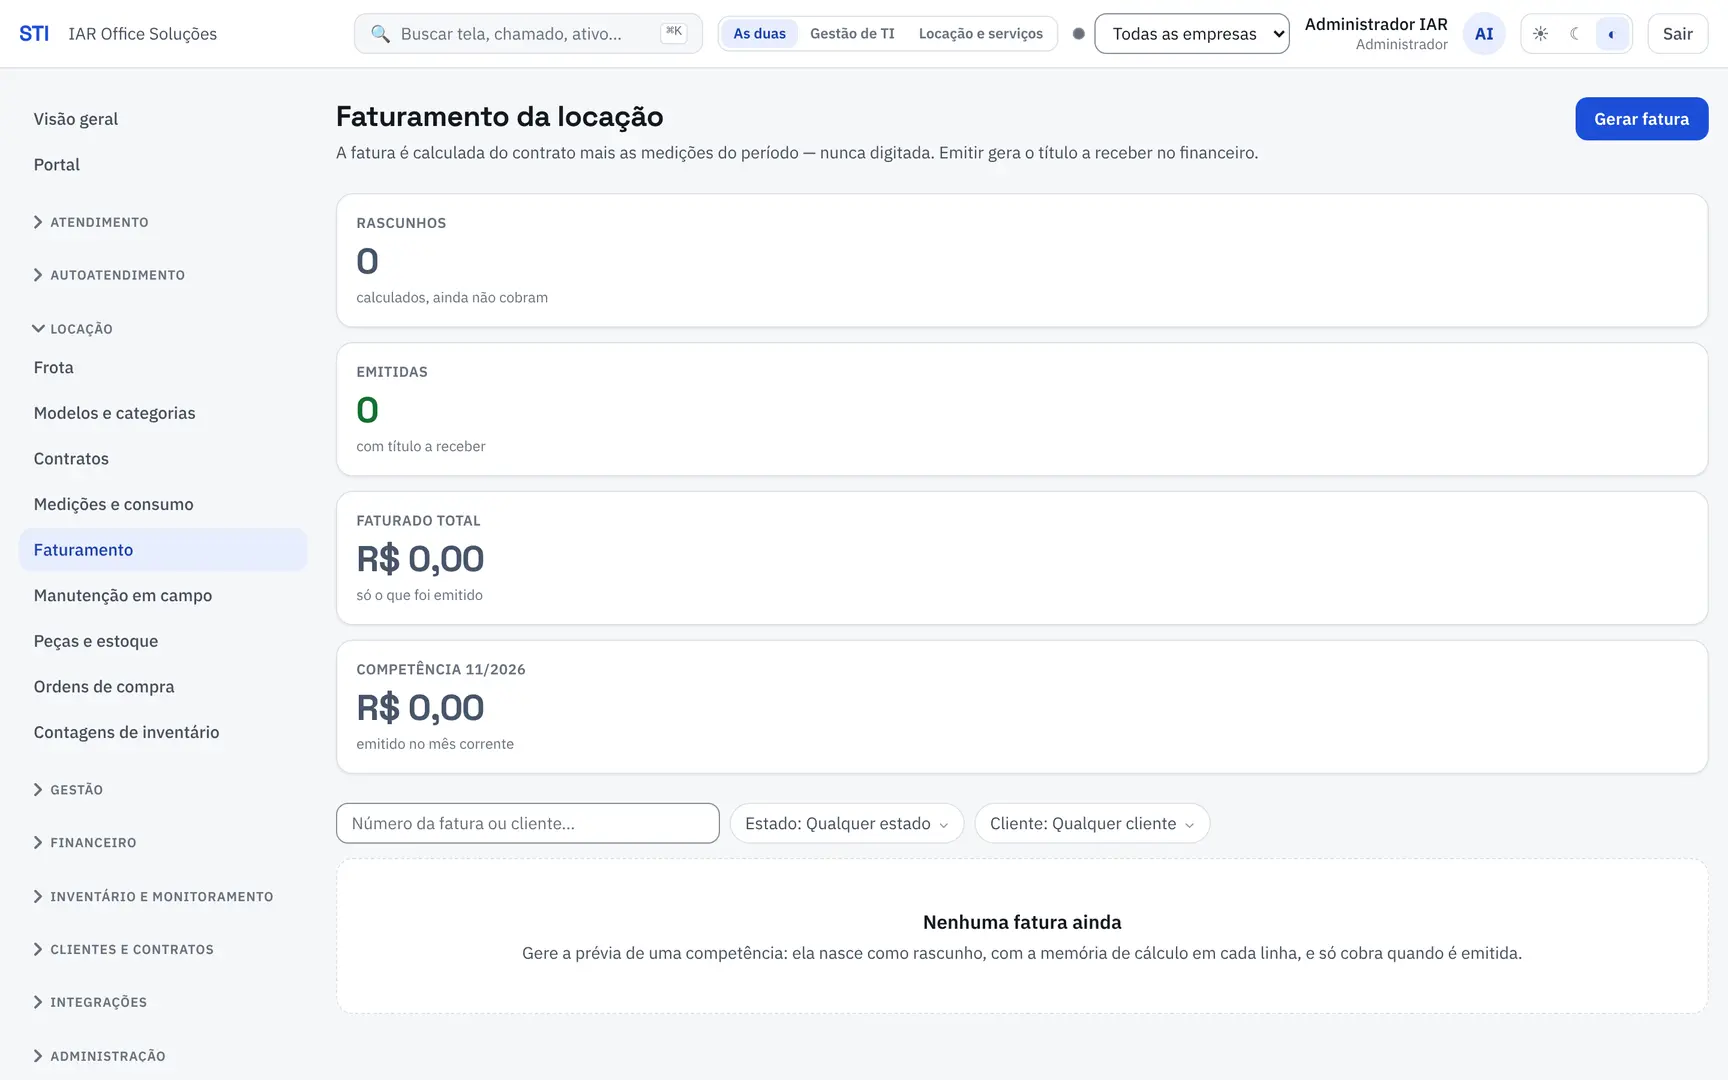 STI IAR Office Soluções
Buscar tela, chamado, ativo... ⌘K
As duas Gestão de TI Locação e serviços
Todas as empresas
Administrador IAR
Administrador
AI
Sair
Visão geral
Portal
ATENDIMENTO
AUTOATENDIMENTO
LOCAÇÃO
Frota
Modelos e categorias
Contratos
Medições e consumo
Faturamento
Manutenção em campo
Peças e estoque
Ordens de compra
Contagens de inventário
GESTÃO
FINANCEIRO
INVENTÁRIO E MONITORAMENTO
CLIENTES E CONTRATOS
INTEGRAÇÕES
ADMINISTRAÇÃO
Faturamento da locação
Gerar fatura
A fatura é calculada do contrato mais as medições do período — nunca digitada. Emitir gera o título a receber no financeiro.
RASCUNHOS
0
calculados, ainda não cobram
EMITIDAS
0
com título a receber
FATURADO TOTAL
R$ 0,00
só o que foi emitido
COMPETÊNCIA 11/2026
R$ 0,00
emitido no mês corrente
Número da fatura ou cliente...
Estado: Qualquer estado
Cliente: Qualquer cliente
Nenhuma fatura ainda
Gere a prévia de uma competência: ela nasce como rascunho, com a memória de cálculo em cada linha, e só cobra quando é emitida.